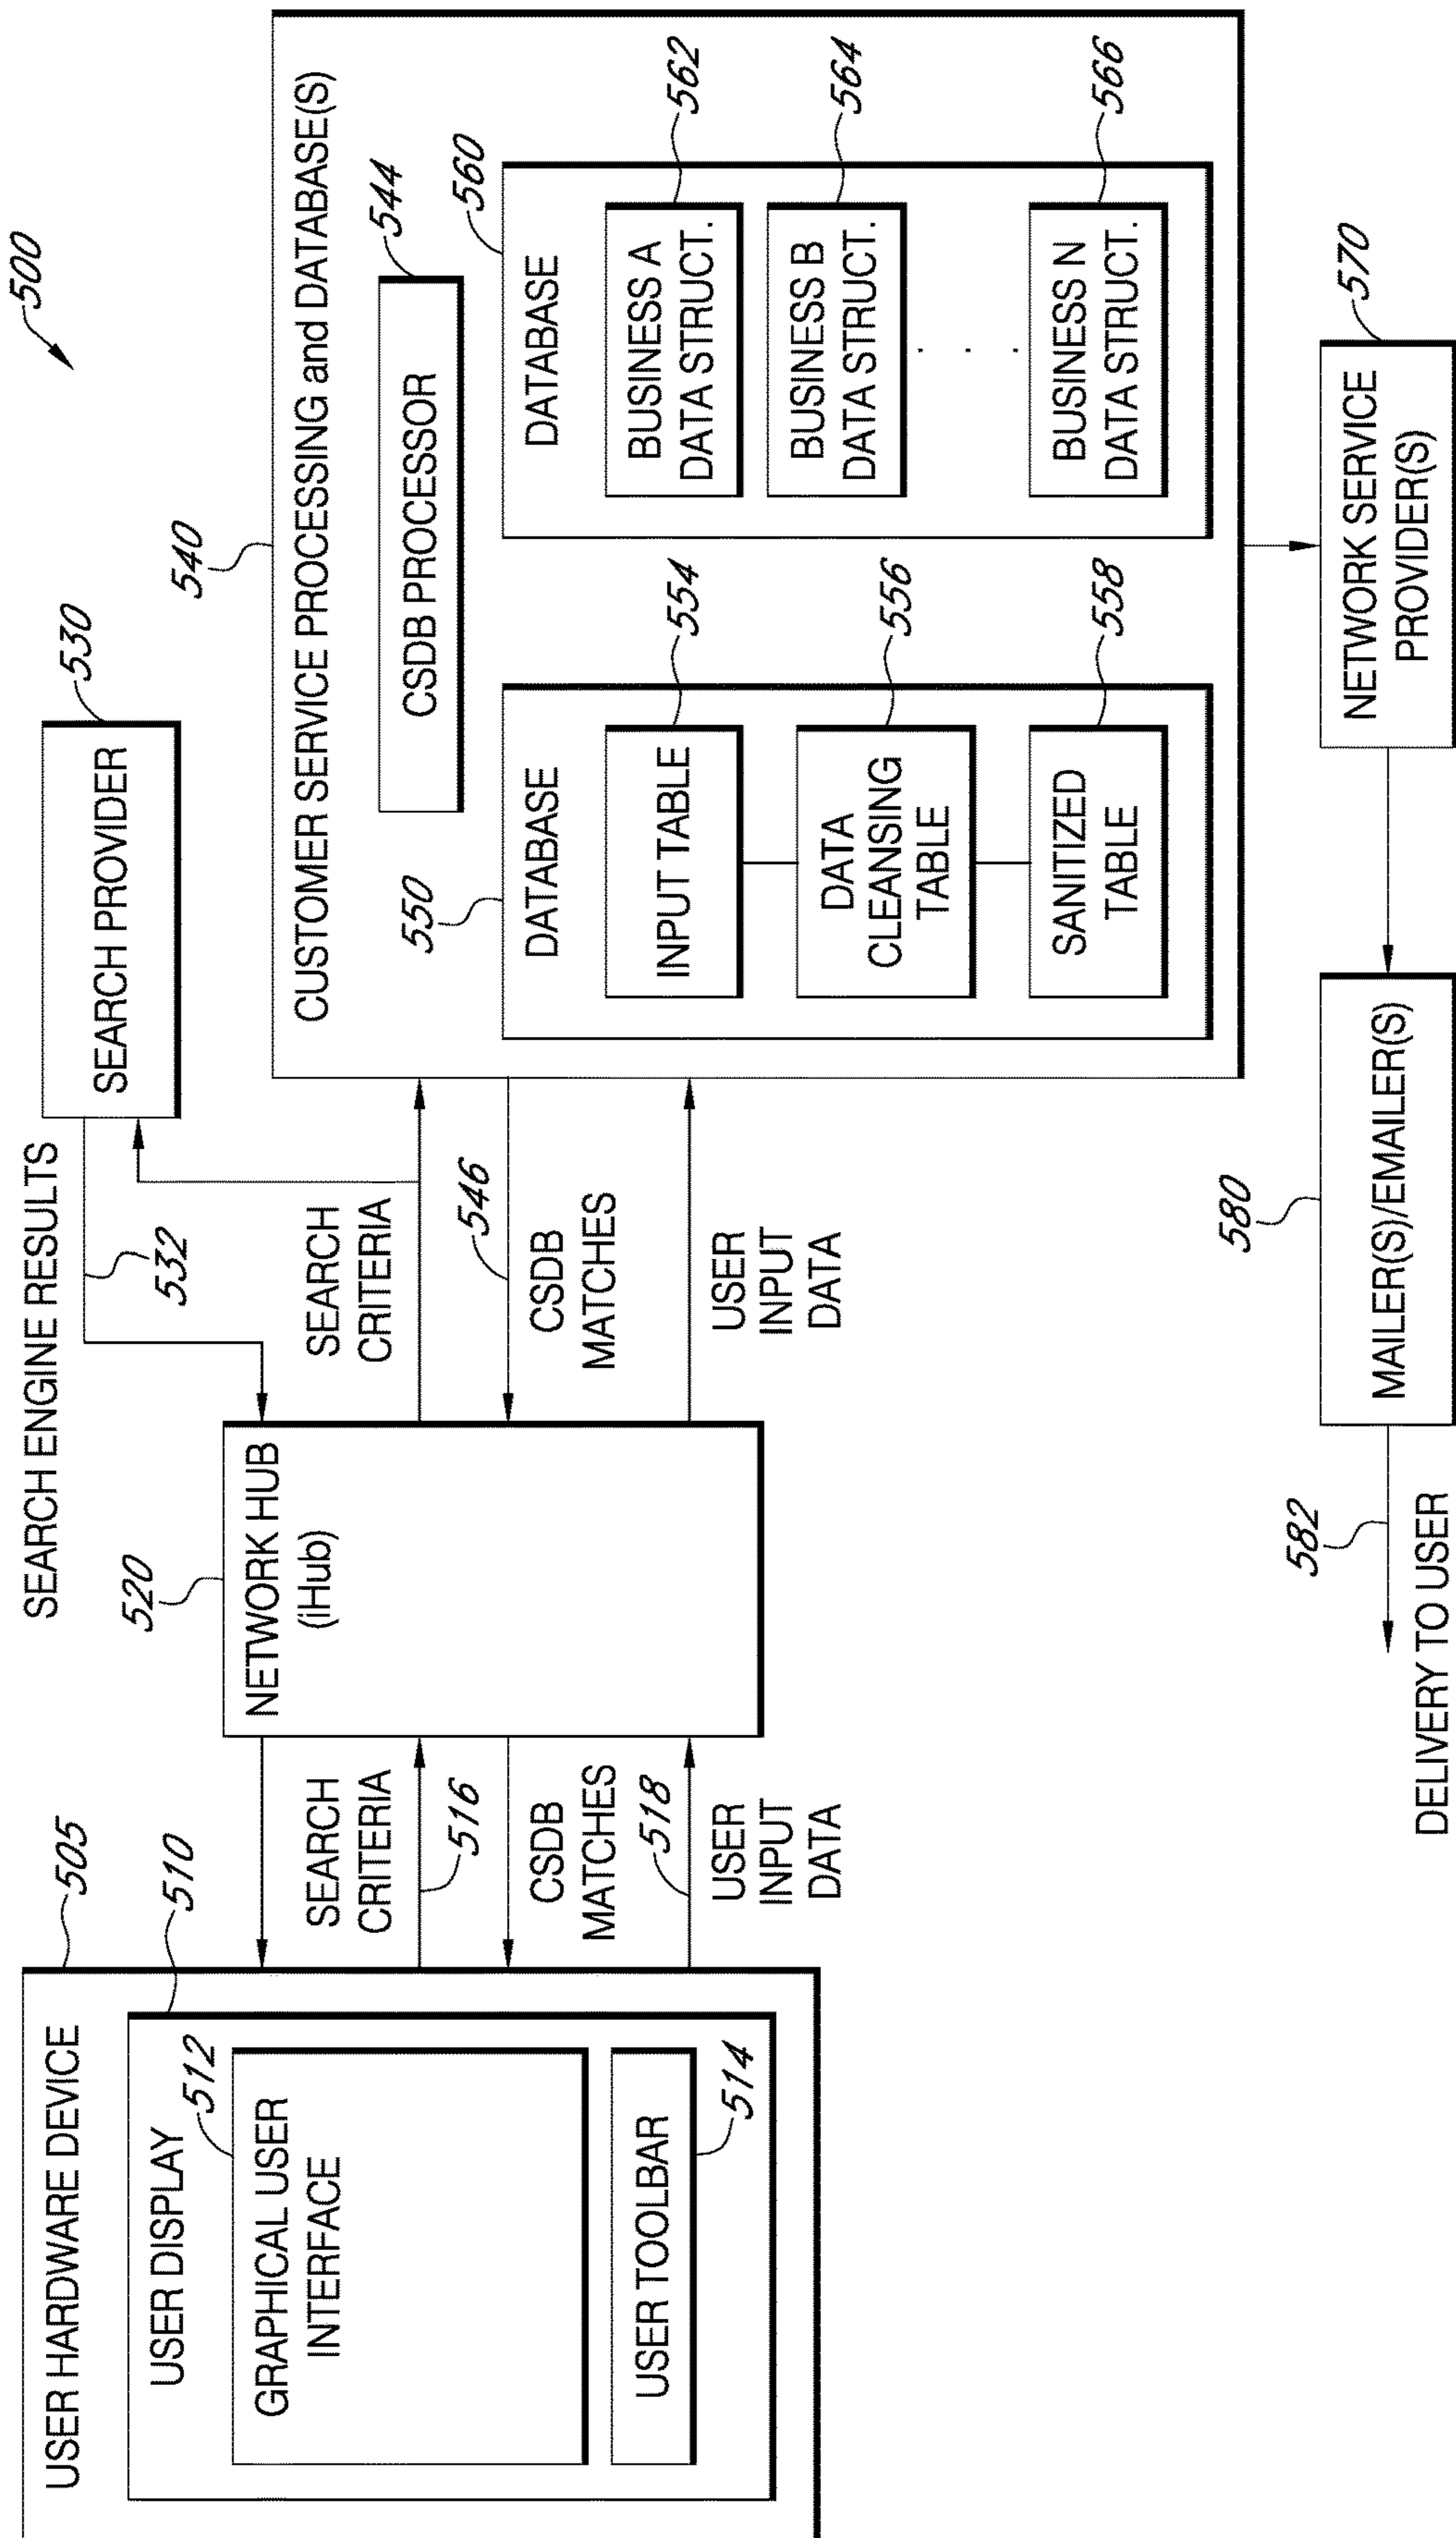 500
USER HARDWARE DEVICE
505
USER DISPLAY
510
GRAPHICAL USER
INTERFACE
512
USER TOOLBAR
514
SEARCH
CRITERIA
516
CSDB
MATCHES
518
USER
INPUT
DATA
520
NETWORK HUB
(iHub)
SEARCH ENGINE RESULTS
532
SEARCH
CRITERIA
546
CSDB
MATCHES
USER
INPUT
DATA
530
SEARCH PROVIDER
540
CUSTOMER SERVICE PROCESSING and DATABASE(S)
CSDB PROCESSOR
544
550
DATABASE
INPUT TABLE
554
DATA
CLEANSING
TABLE
556
SANITIZED
TABLE
558
560
DATABASE
BUSINESS A
DATA STRUCT.
562
BUSINESS B
DATA STRUCT.
564
. . .
BUSINESS N
DATA STRUCT.
566
NETWORK SERVICE
PROVIDER(S)
570
580
MAILER(S)/EMAILER(S)
582
DELIVERY TO USER